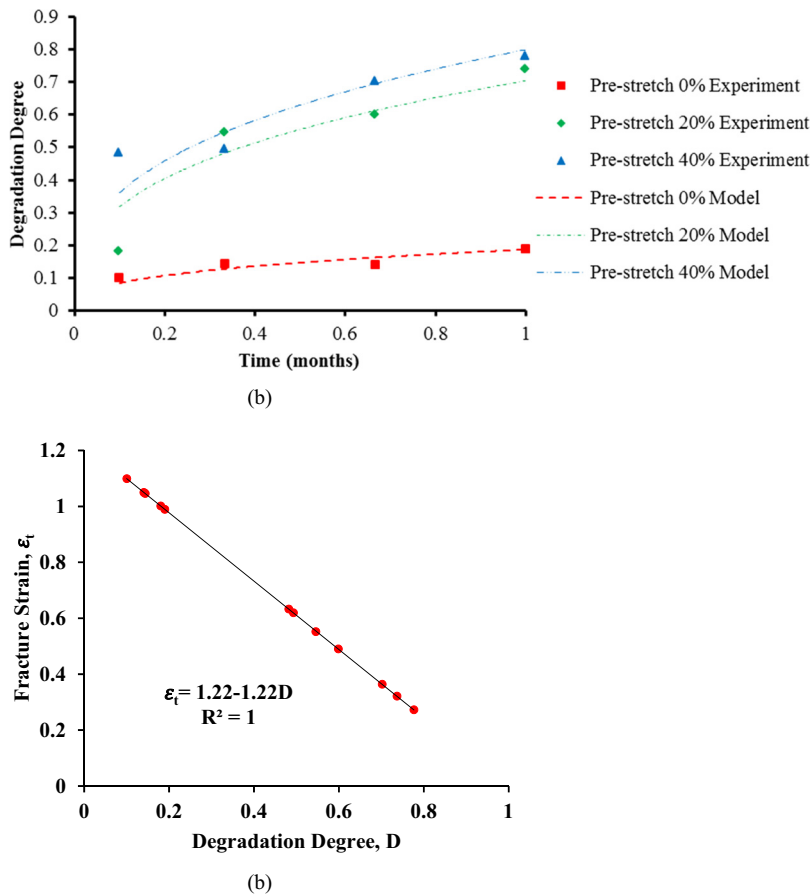 0.9
0.8
0.7
0.6
0.5
0.4
0.3
0.2
0.1
0
Degradation Degree
0 0.2 0.4 0.6 0.8 1
Time (months)
Pre-stretch 0% Experiment
Pre-stretch 20% Experiment
Pre-stretch 40% Experiment
Pre-stretch 0% Model
Pre-stretch 20% Model
Pre-stretch 40% Model
(b)
1.2
1
0.8
0.6
0.4
0.2
0
Fracture Strain, εt
εt= 1.22-1.22D
R² = 1
0 0.2 0.4 0.6 0.8 1
Degradation Degree, D
(b)